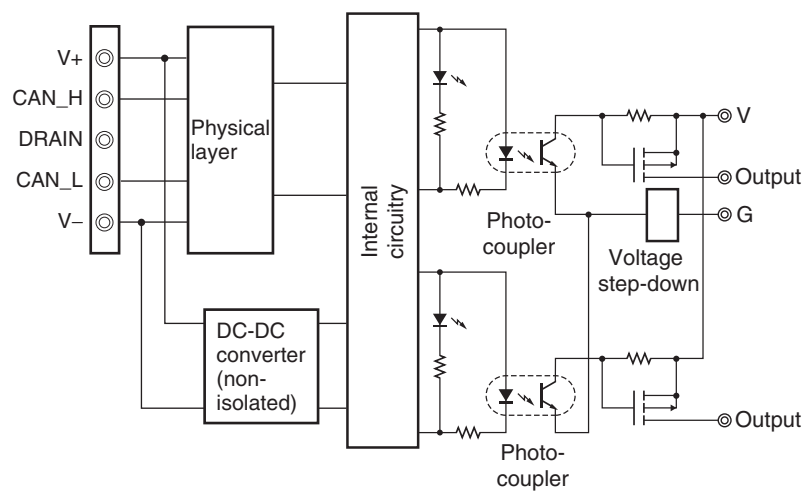 V+
CAN_H
DRAIN
CAN_L
V–
Physical
layer
DC-DC
converter
(non-
isolated)
Internal
circuitry
Photo-
coupler
Photo-
coupler
V
Output
G
Voltage
step-down
Output